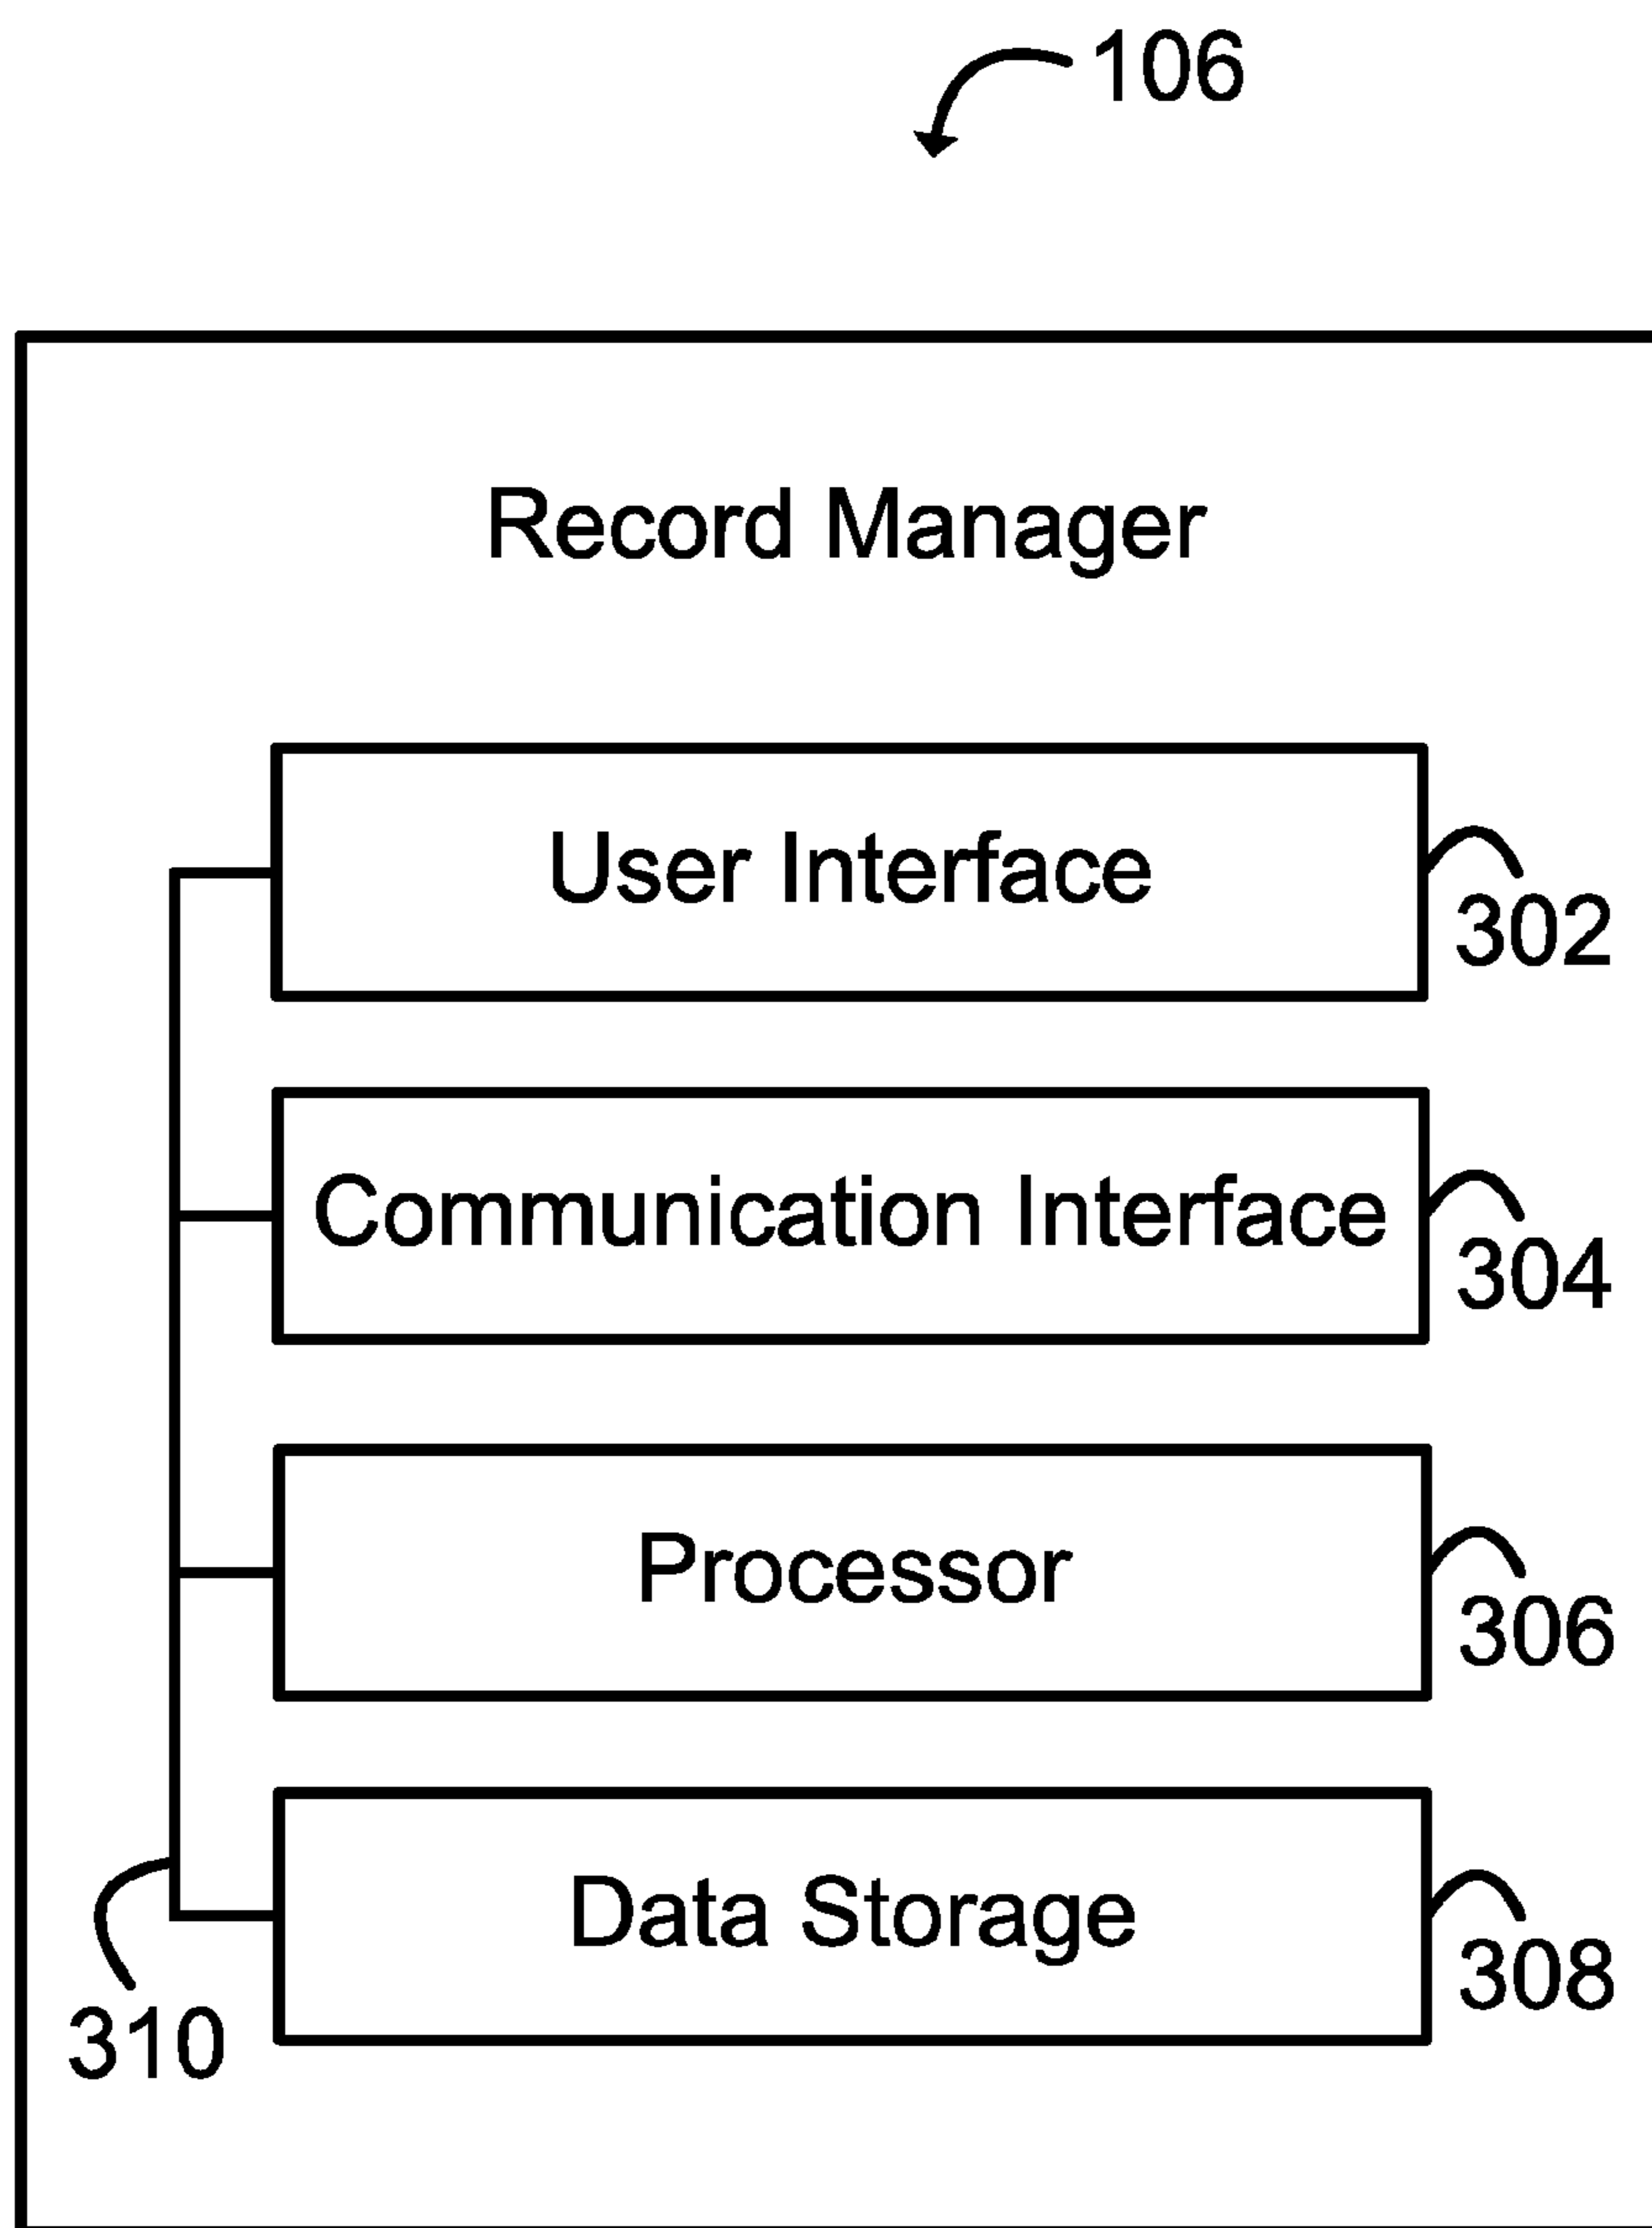 106
Record Manager
User Interface
302
Communication Interface
304
Processor
306
Data Storage
308
310